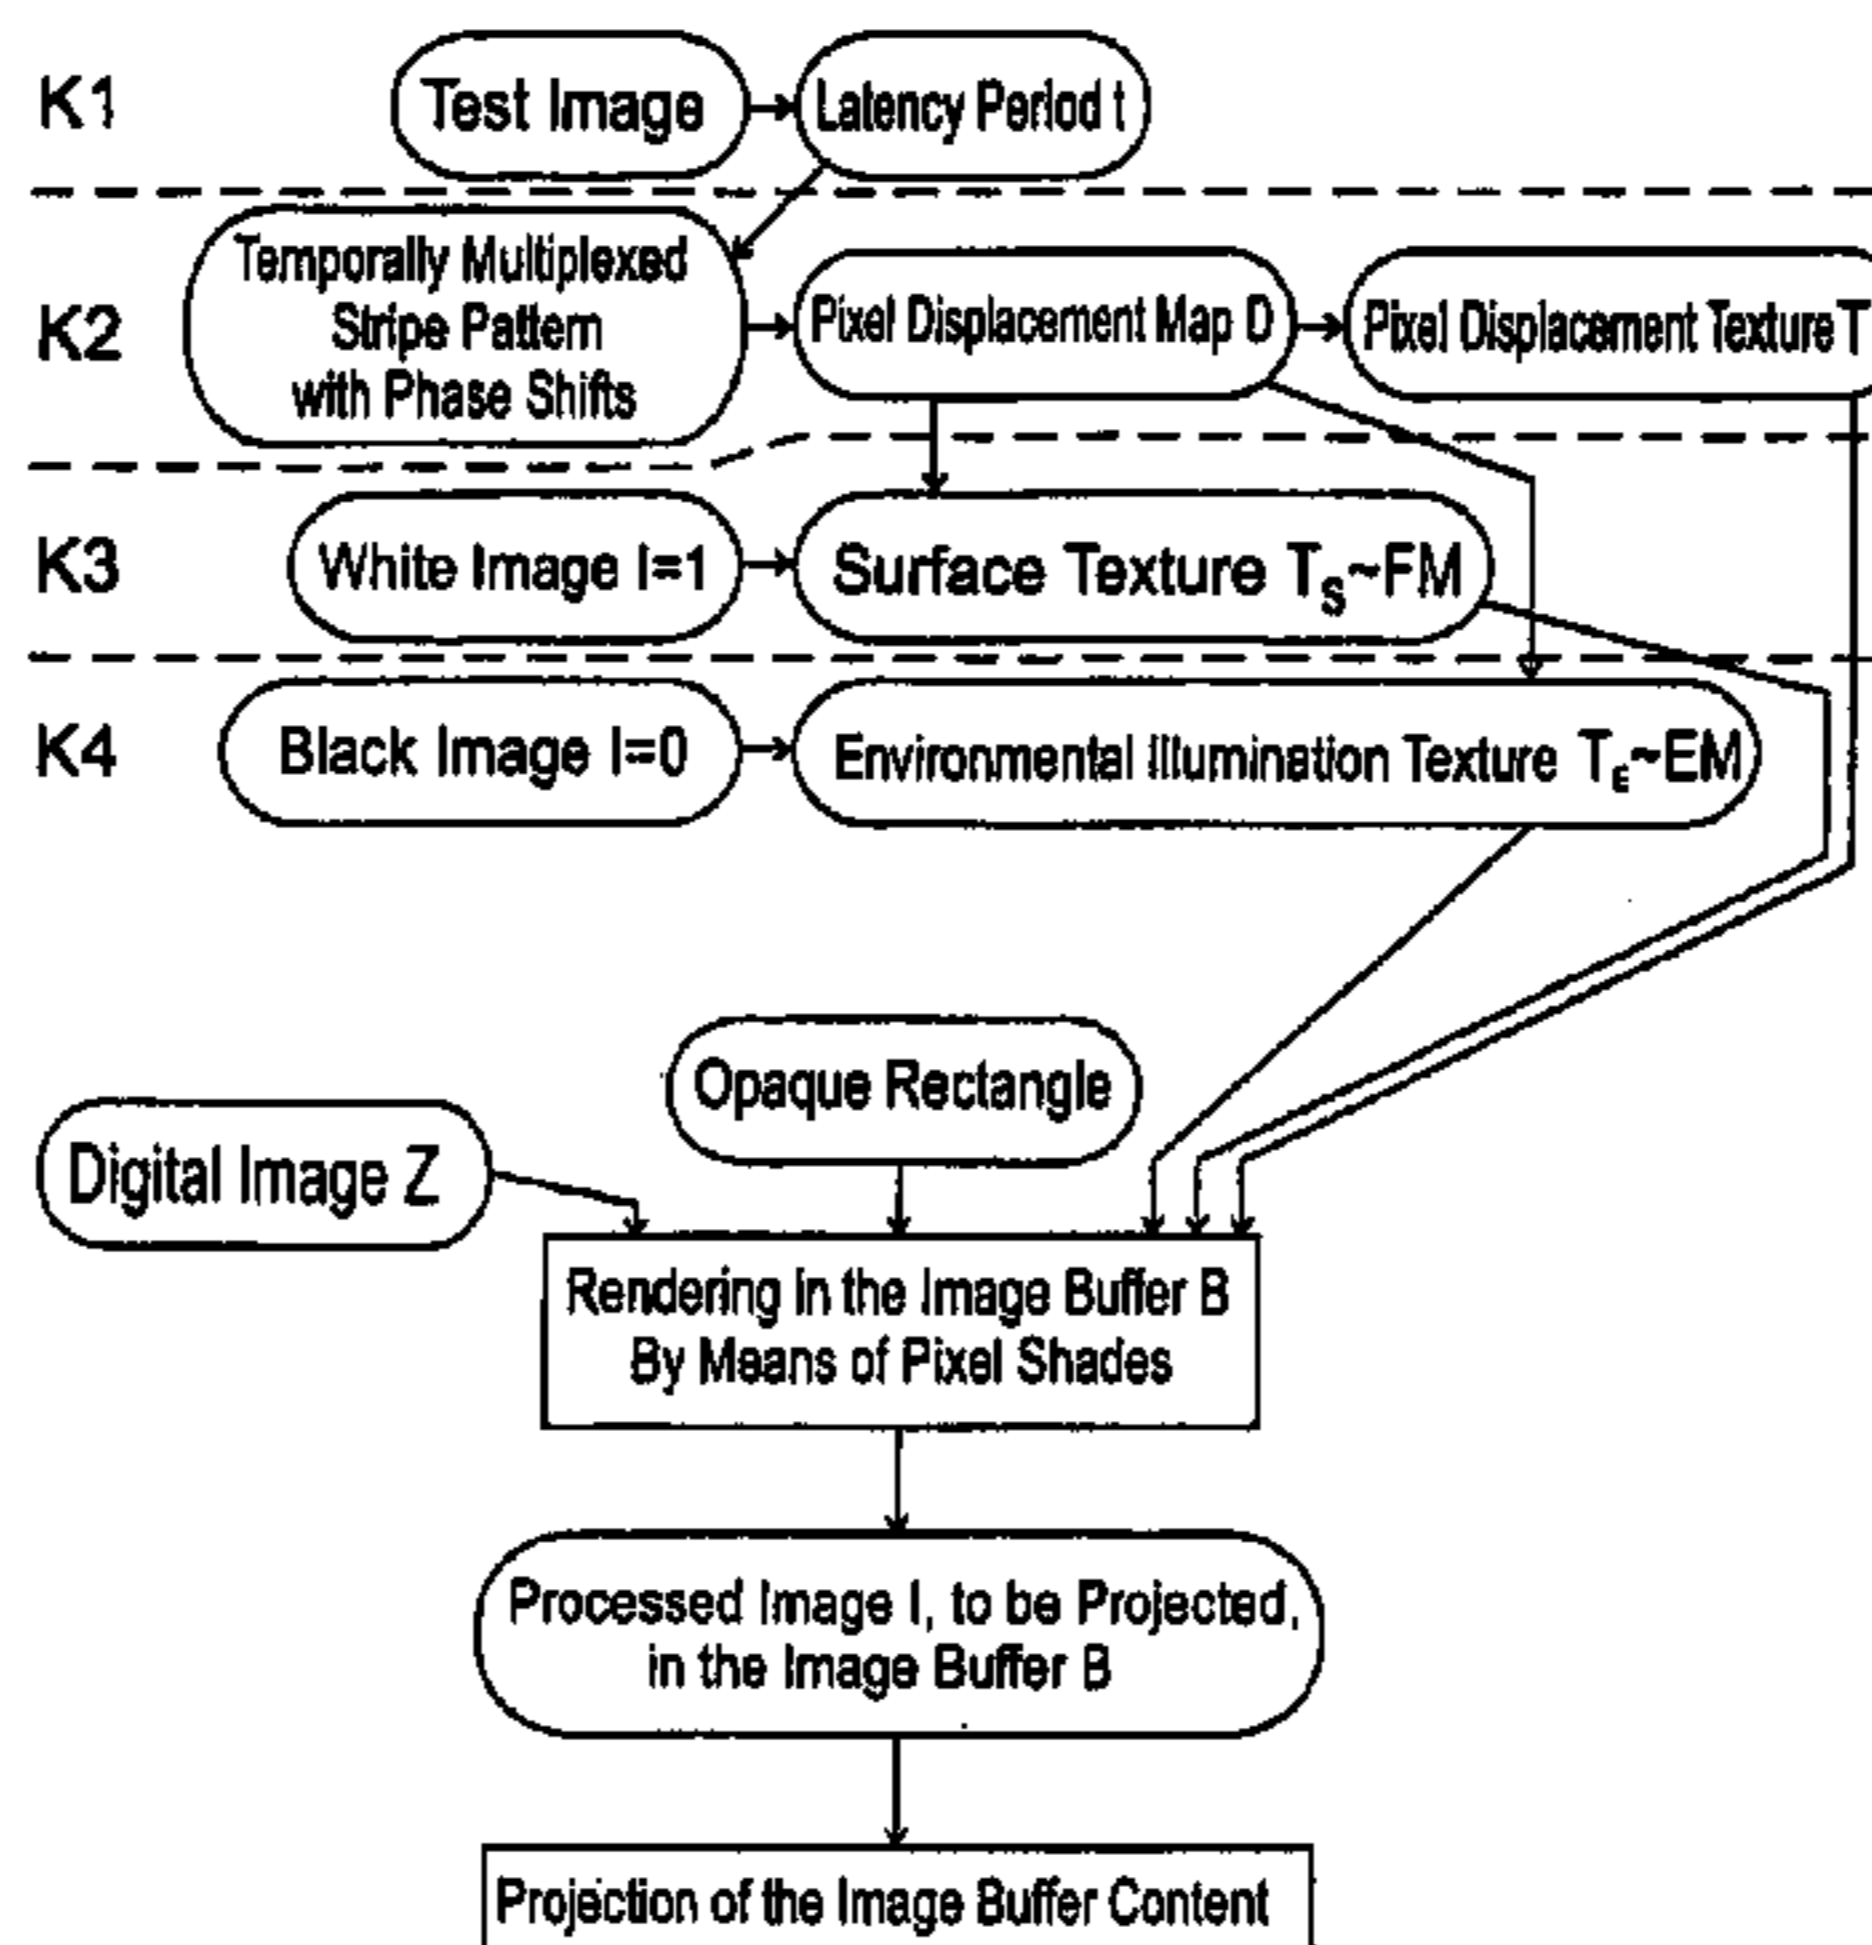 K1
Test Image
Latency Period t
K2
Temporally Multiplexed
Stripe Pattern
with Phase Shifts
Pixel Displacement Map D
Pixel Displacement Texture T
K3
White Image I=1
Surface Texture TS~FM
K4
Black Image I=0
Environmental Illumination Texture TE~EM
Opaque Rectangle
Digital Image Z
Rendering in the Image Buffer B
By Means of Pixel Shades
Processed Image I, to be Projected,
in the Image Buffer B
Projection of the Image Buffer Content